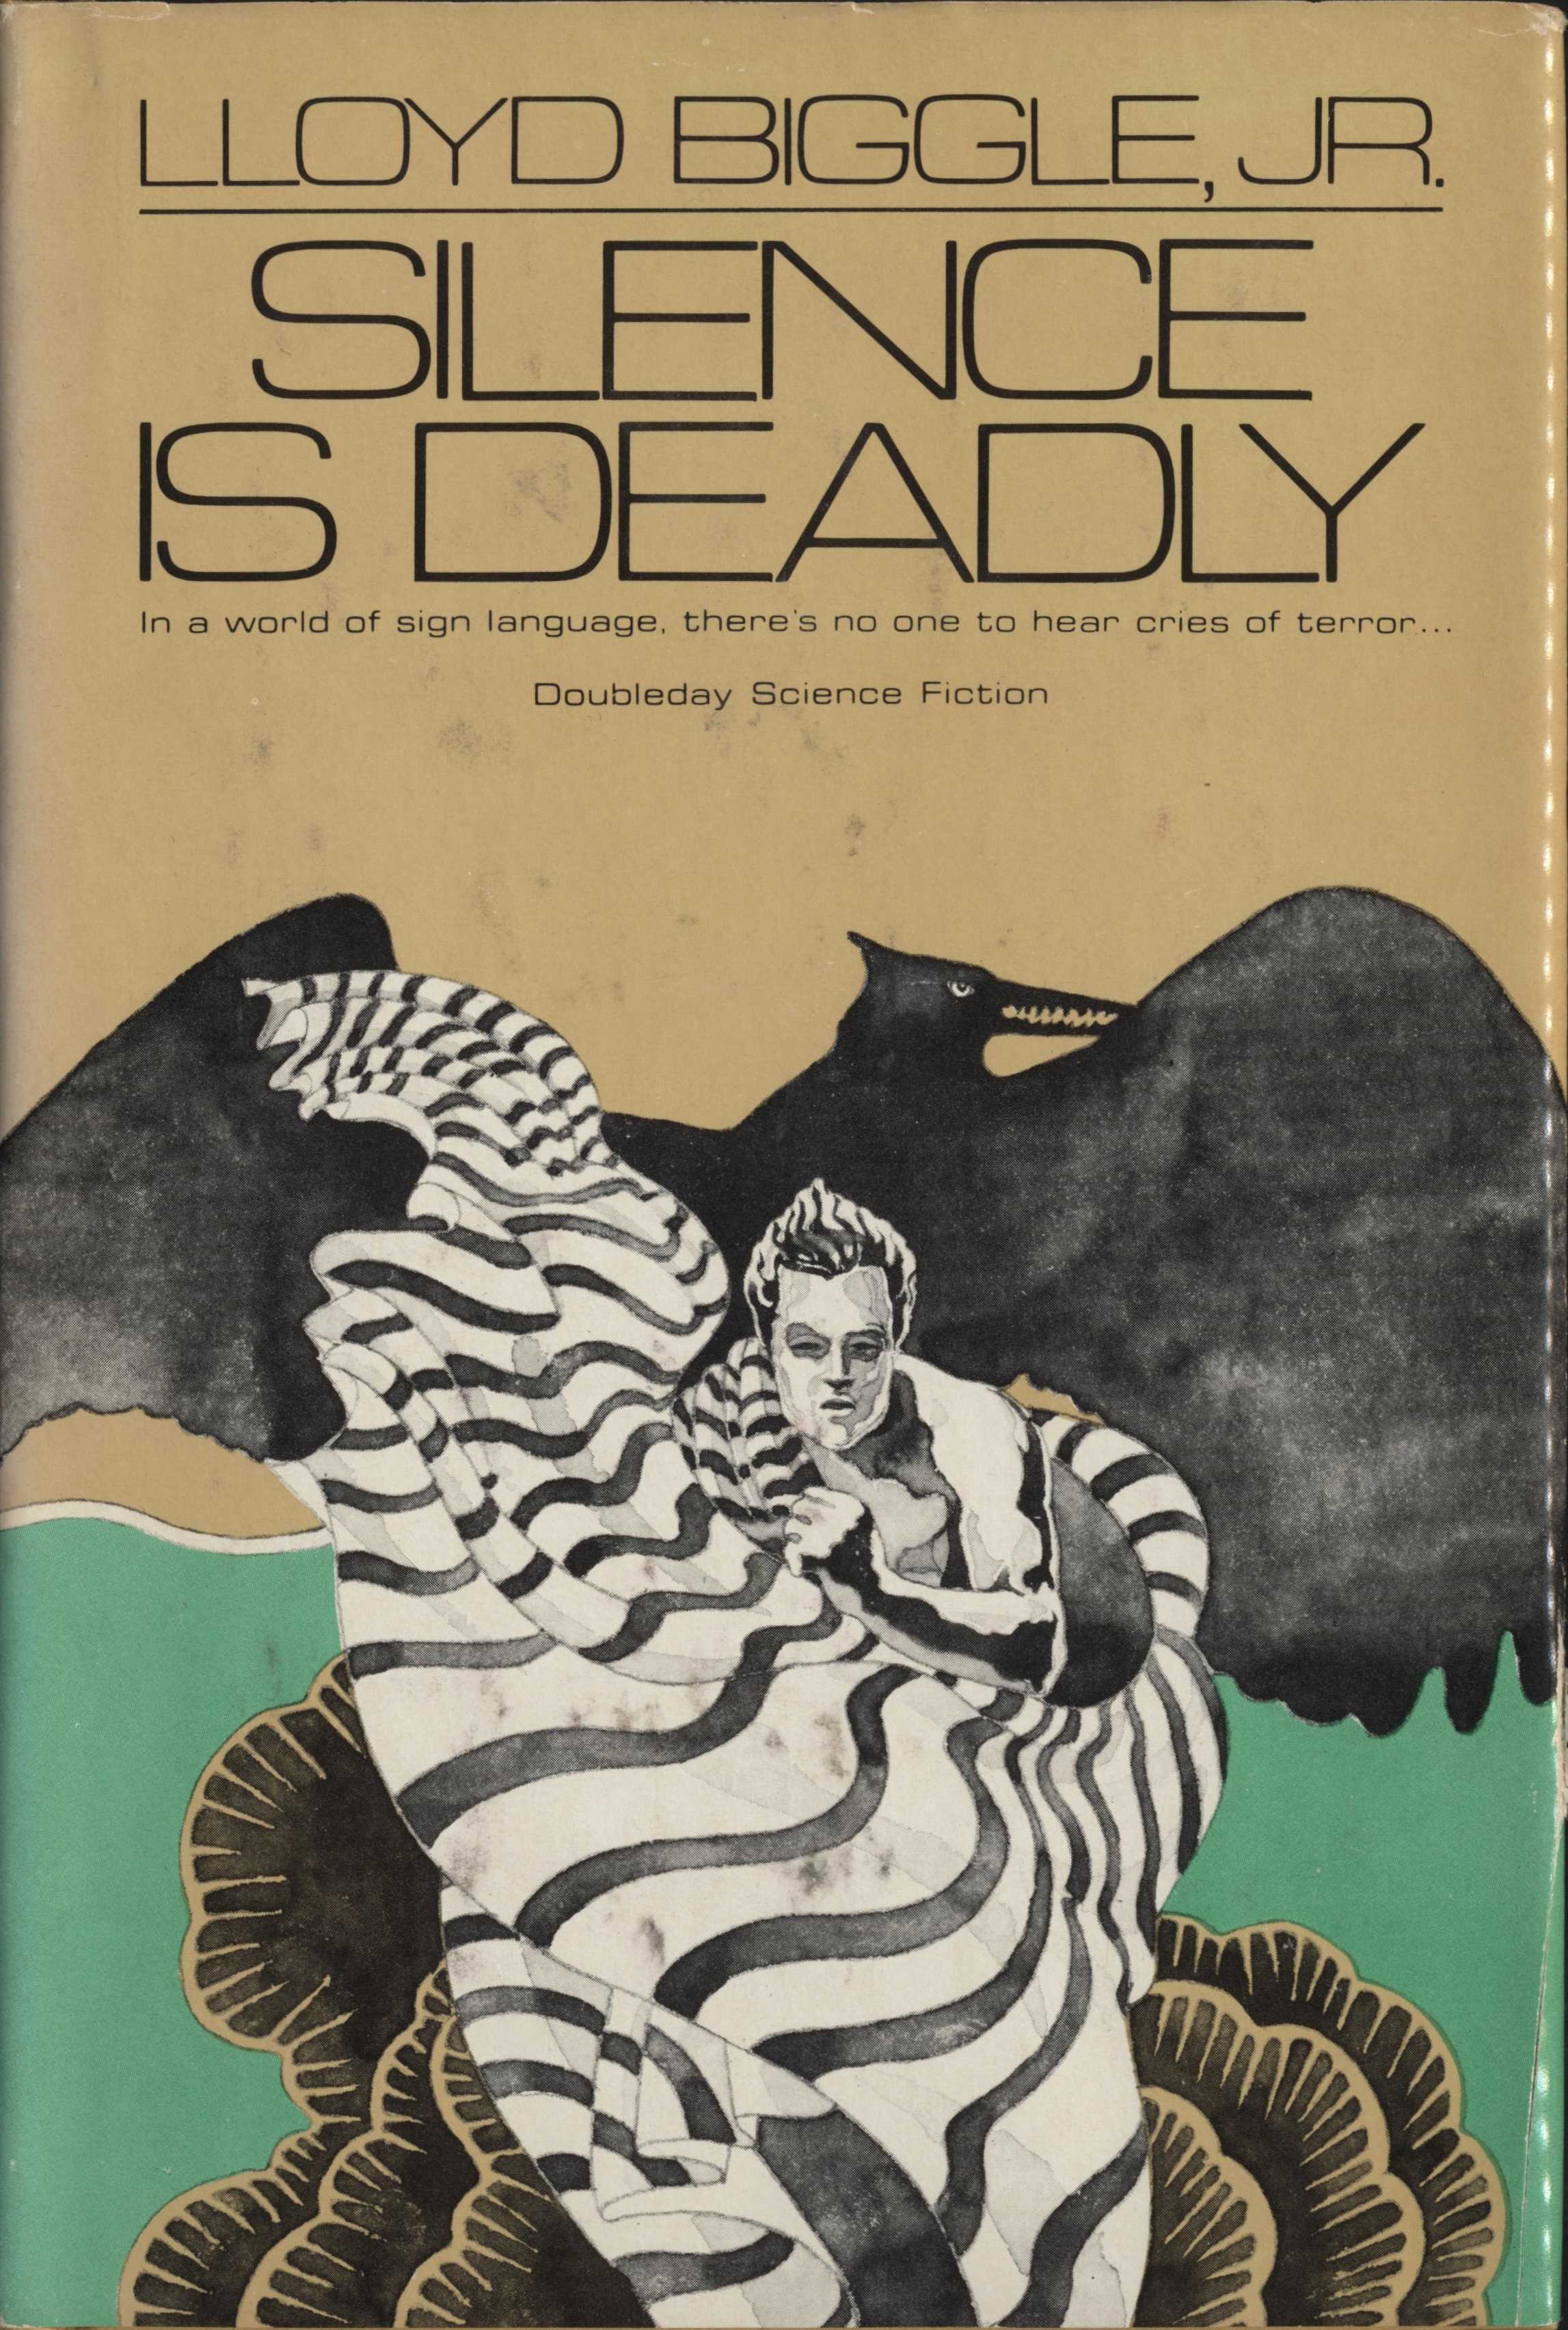 LLOYD BIGGLE, JR.
SILENCE
IS DEADLY
In a world of sign language, there's no one to hear cries of terror...
Doubleday Science Fiction